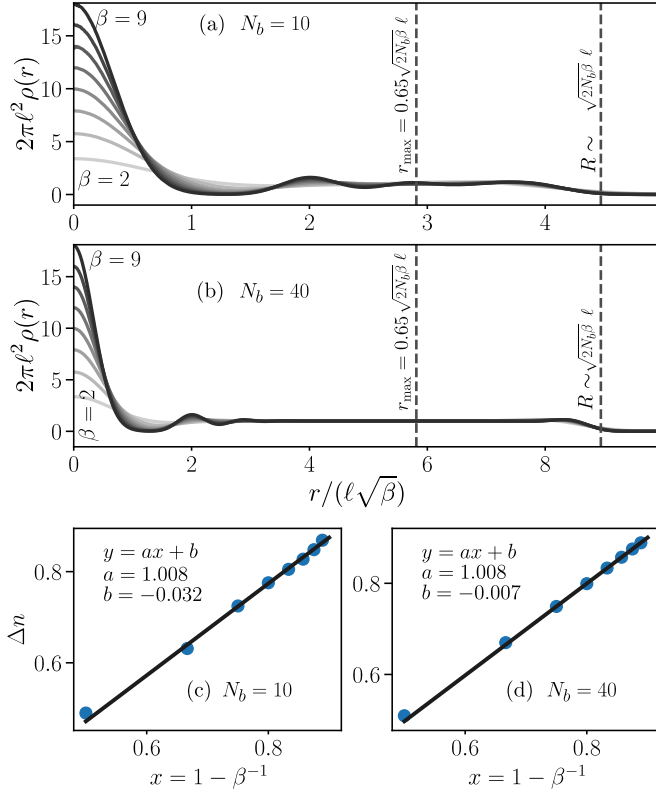 β = 9
(a) N_b = 10
15
10
5
0
β = 2
2πℓ²ρ(r)
r_max = 0.65√(2N_bβ) ℓ
R ∼ √(2N_bβ) ℓ
0 1 2 3 4
β = 9
(b) N_b = 40
15
10
5
0
β = 2
2πℓ²ρ(r)
r_max = 0.65√(2N_bβ) ℓ
R ∼ √(2N_bβ) ℓ
0 2 4 6 8
r/(ℓ√β)
y = ax + b
a = 1.008
b = −0.032
0.8
0.6
Δn
(c) N_b = 10
0.6 0.8
x = 1 − β⁻¹
y = ax + b
a = 1.008
b = −0.007
0.8
0.6
(d) N_b = 40
0.6 0.8
x = 1 − β⁻¹